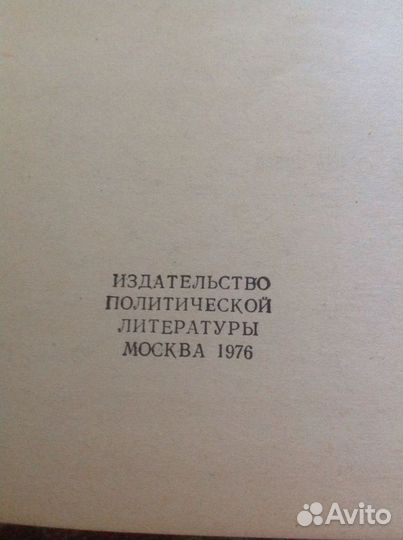 ИЗДАТЕЛЬСТВО
ПОЛИТИЧЕСКОЙ
ЛИТЕРАТУРЫ
МОСКВА 1976
Avito